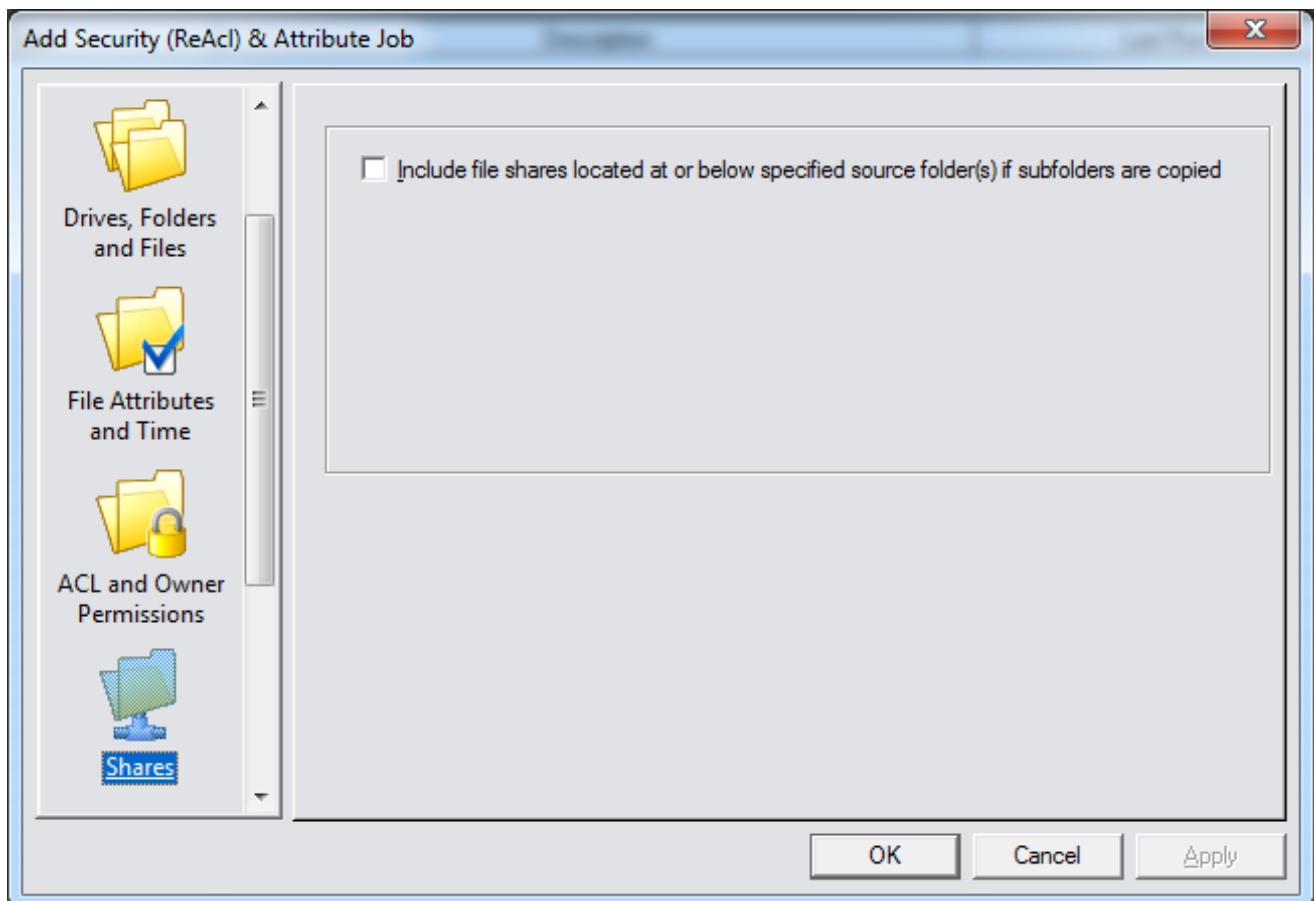 Add Security (ReAcl) & Attribute Job
Drives, Folders
and Files
File Attributes
and Time
ACL and Owner
Permissions
Shares
Include file shares located at or below specified source folder(s) if subfolders are copied
OK
Cancel
Apply